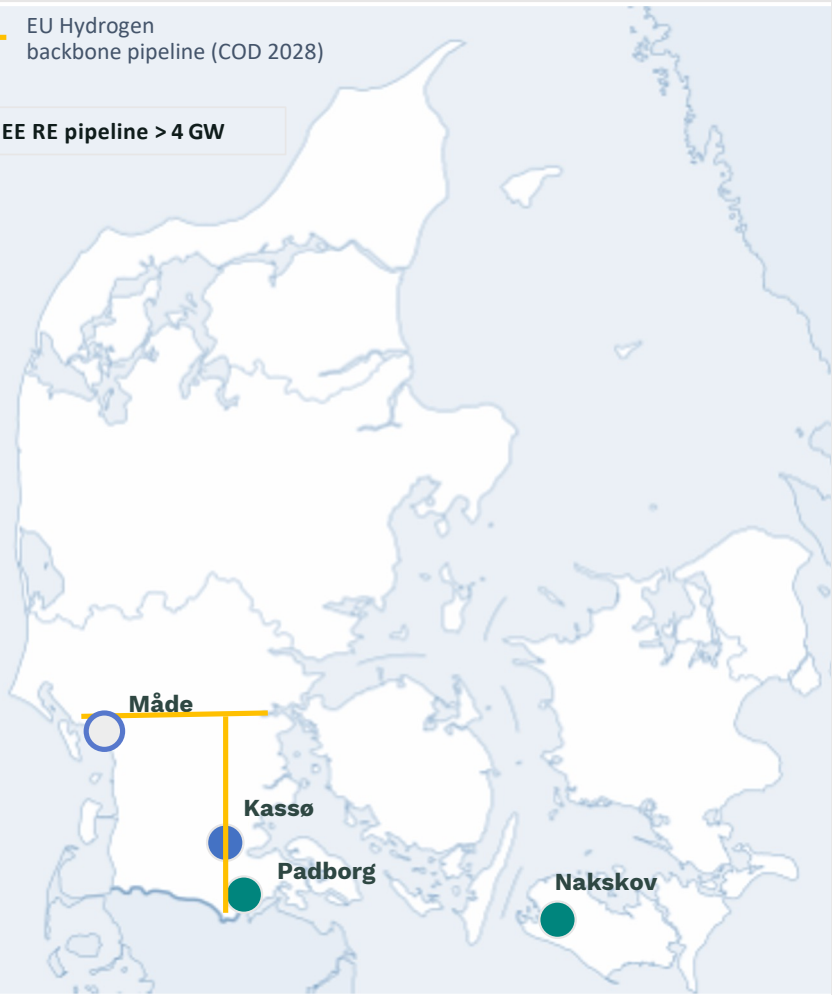 EU Hydrogen
backbone pipeline (COD 2028)
EE RE pipeline > 4 GW
Måde
Kassø
Padborg
Nakskov